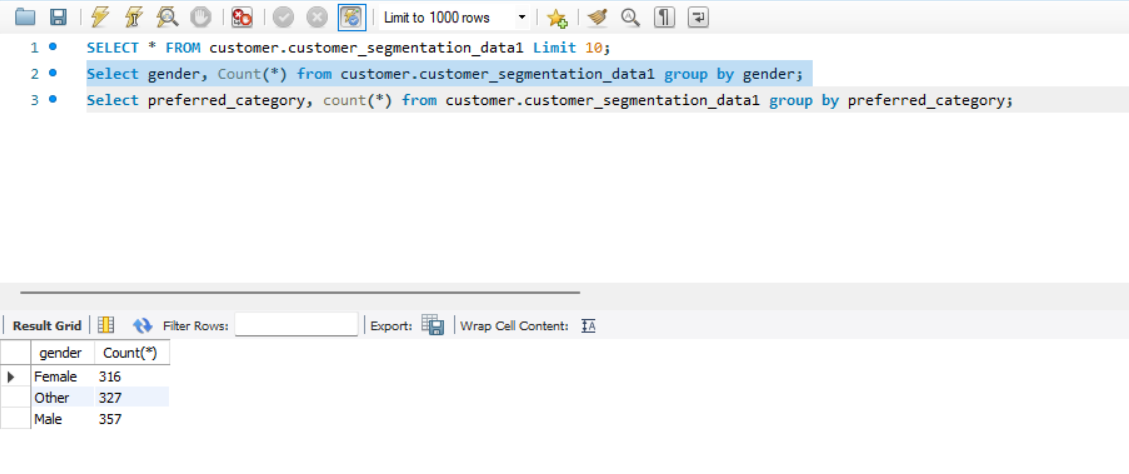 Limit to 1000 rows
1 SELECT * FROM customer.customer_segmentation_data1 Limit 10;
2 Select gender, Count(*) from customer.customer_segmentation_data1 group by gender;
3 Select preferred_category, count(*) from customer.customer_segmentation_data1 group by preferred_category;
Result Grid Filter Rows: Export: Wrap Cell Content: IA
gender Count(*)
Female 316
Other 327
Male 357